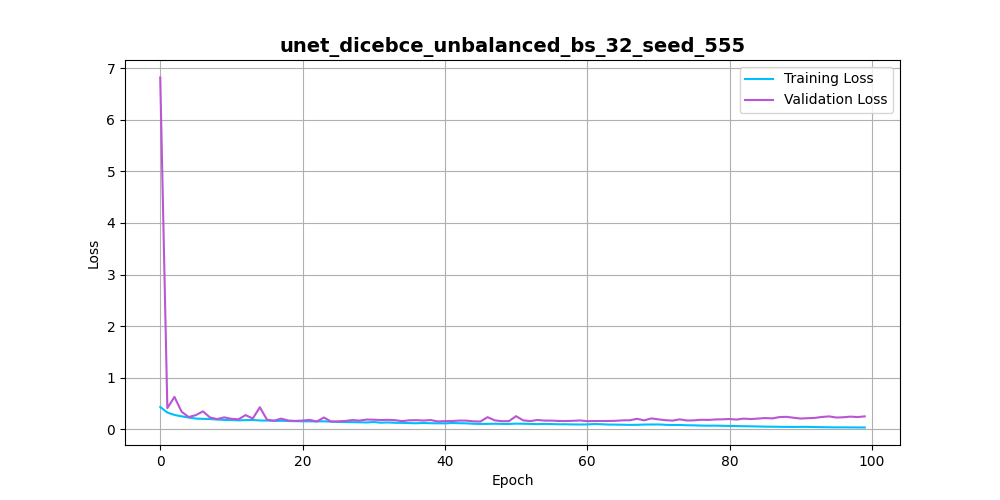 unet_dicebce_unbalanced_bs_32_seed_555
Training Loss
Validation Loss
7
6
5
4
3
2
1
0
Loss
0 20 40 60 80 100
Epoch